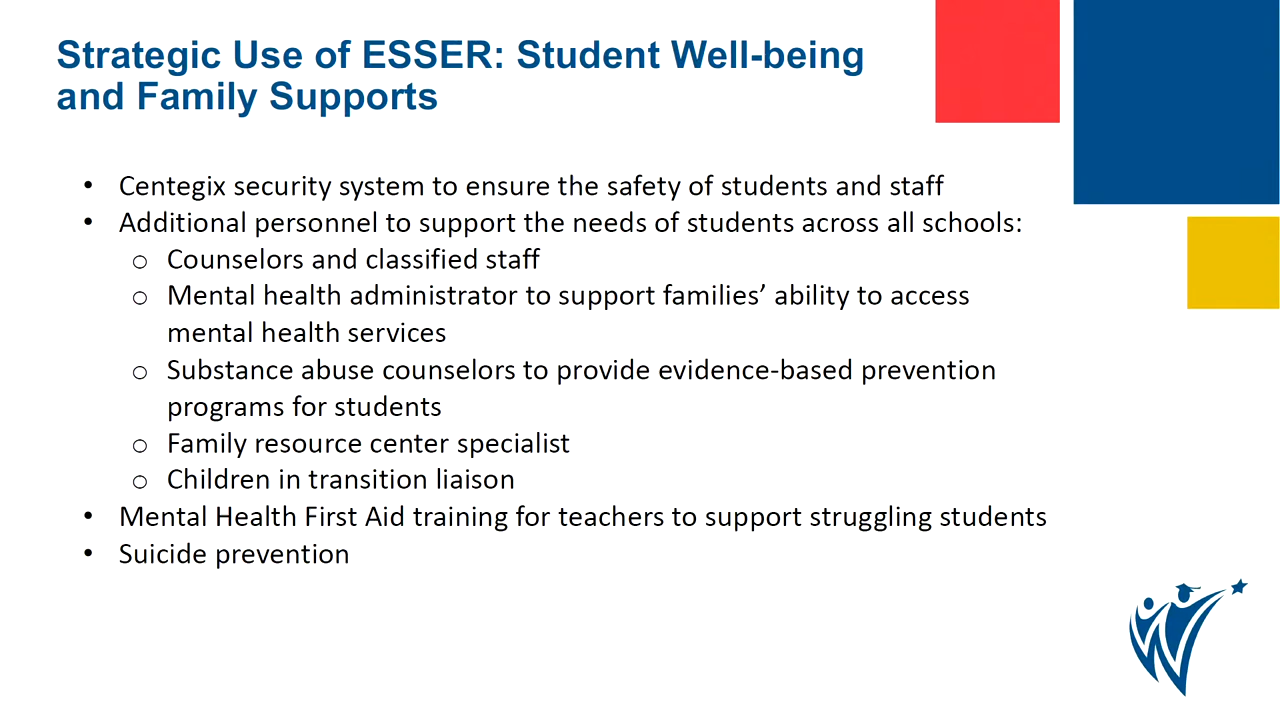 Strategic Use of ESSER: Student Well-being
and Family Supports
• Centegix security system to ensure the safety of students and staff
• Additional personnel to support the needs of students across all schools:
o Counselors and classified staff
o Mental health administrator to support families’ ability to access
mental health services
o Substance abuse counselors to provide evidence-based prevention
programs for students
o Family resource center specialist
o Children in transition liaison
• Mental Health First Aid training for teachers to support struggling students
• Suicide prevention